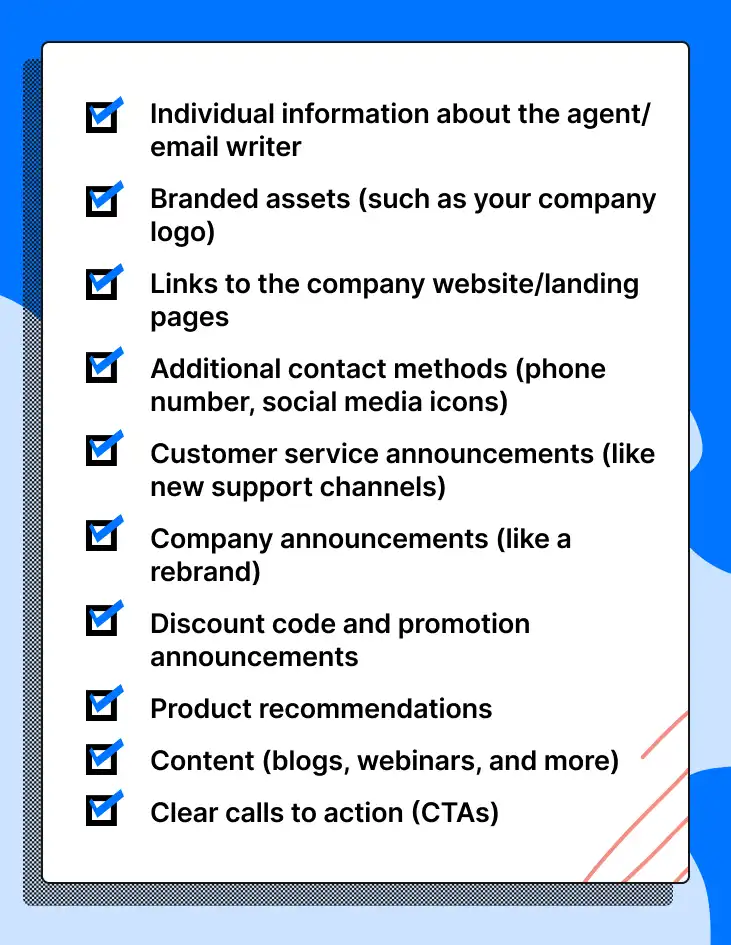 Individual information about the agent/
email writer
Branded assets (such as your company
logo)
Links to the company website/landing
pages
Additional contact methods (phone
number, social media icons)
Customer service announcements (like
new support channels)
Company announcements (like a
rebrand)
Discount code and promotion
announcements
Product recommendations
Content (blogs, webinars, and more)
Clear calls to action (CTAs)